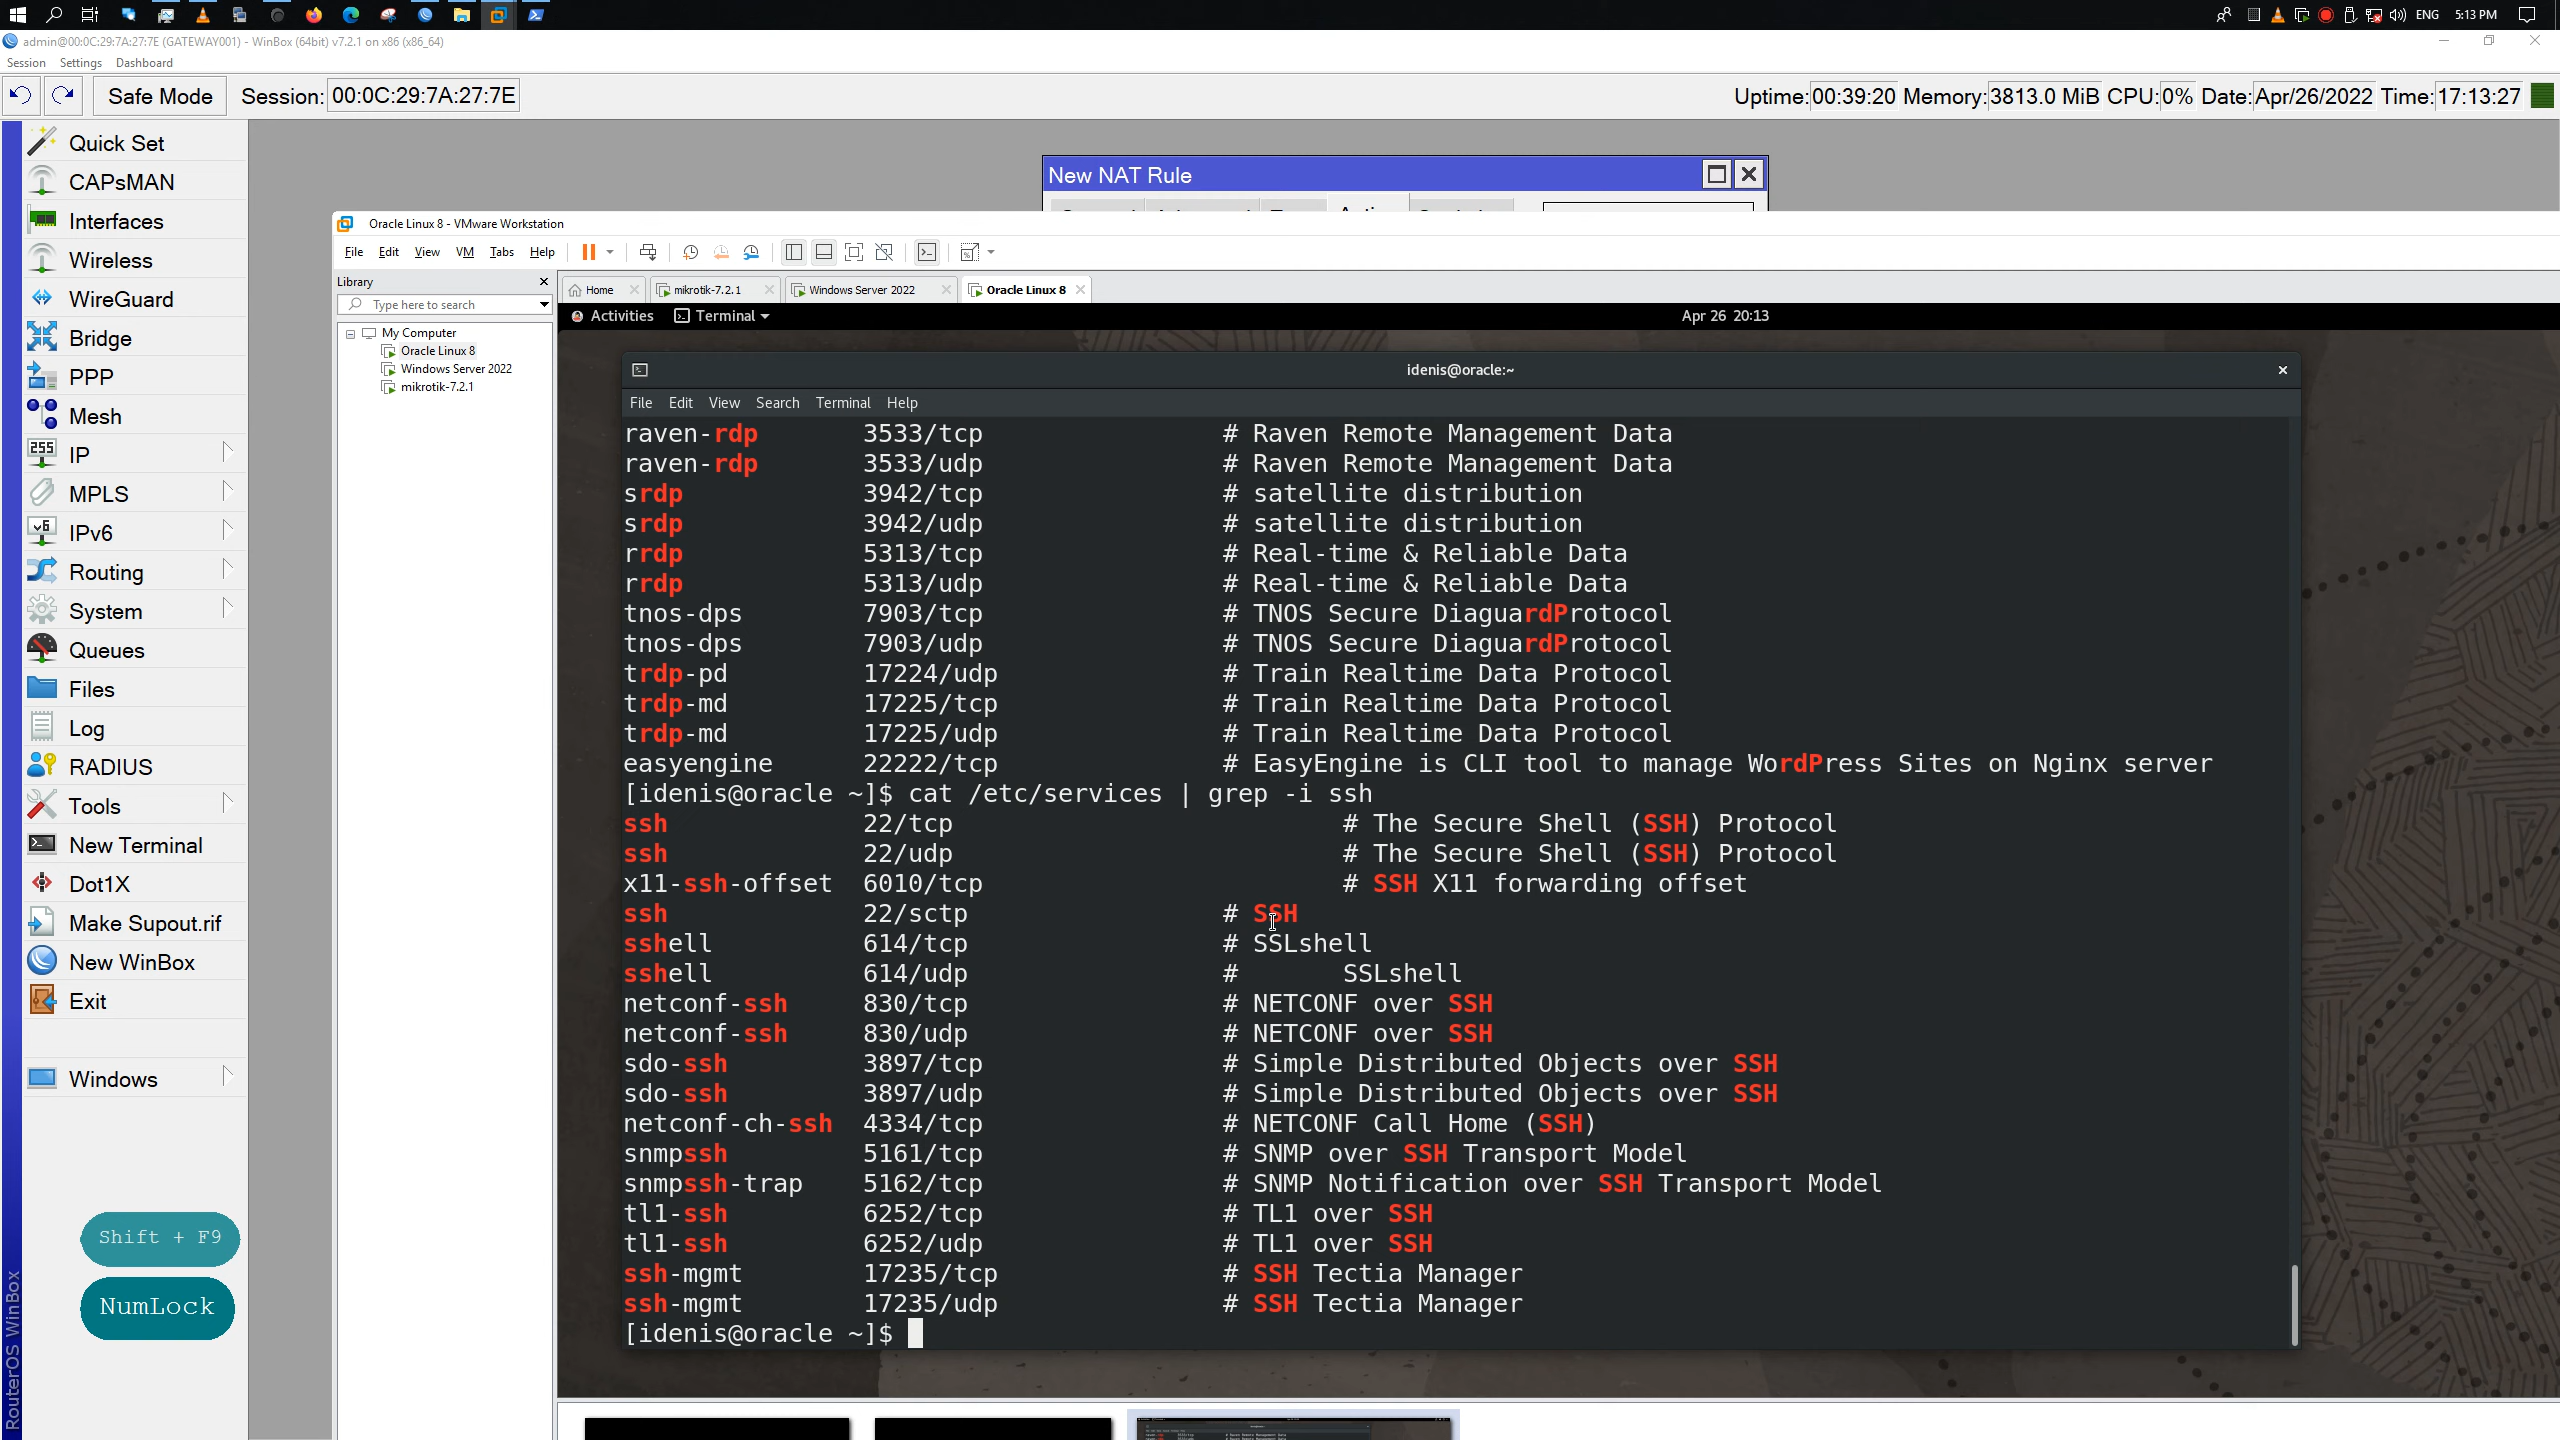 ENG 5:13 PM
admin@00:0C:29:7A:27:7E (GATEWAY001) - WinBox (64bit) v7.2.1 on x86 (x86_64)
Session Settings Dashboard
Safe Mode Session: 00:0C:29:7A:27:7E Uptime: 00:39:20 Memory: 3813.0 MiB CPU: 0% Date: Apr/26/2022 Time: 17:13:27
Quick Set
CAPsMAN
Interfaces
Wireless
WireGuard
Bridge
PPP
Mesh
255 IP
MPLS
v6 IPv6
Routing
System
Queues
Files
Log
RADIUS
Tools
New Terminal
Dot1X
Make Supout.rif
New WinBox
Exit
Windows
Shift + F9
NumLock
RouterOS WinBox
New NAT Rule
Oracle Linux 8 - VMware Workstation
File Edit View VM Tabs Help
Library
Type here to search
My Computer
Oracle Linux 8
Windows Server 2022
mikrotik-7.2.1
Home mikrotik-7.2.1 Windows Server 2022 Oracle Linux 8
Activities Terminal Apr 26 20:13
idenis@oracle:~
File Edit View Search Terminal Help
raven-rdp 3533/tcp # Raven Remote Management Data
raven-rdp 3533/udp # Raven Remote Management Data
srdp 3942/tcp # satellite distribution
srdp 3942/udp # satellite distribution
rrdp 5313/tcp # Real-time & Reliable Data
rrdp 5313/udp # Real-time & Reliable Data
tnos-dps 7903/tcp # TNOS Secure DiaguardProtocol
tnos-dps 7903/udp # TNOS Secure DiaguardProtocol
trdp-pd 17224/udp # Train Realtime Data Protocol
trdp-md 17225/tcp # Train Realtime Data Protocol
trdp-md 17225/udp # Train Realtime Data Protocol
easyengine 22222/tcp # EasyEngine is CLI tool to manage WordPress Sites on Nginx server
[idenis@oracle ~]$ cat /etc/services | grep -i ssh
ssh 22/tcp # The Secure Shell (SSH) Protocol
ssh 22/udp # The Secure Shell (SSH) Protocol
x11-ssh-offset 6010/tcp # SSH X11 forwarding offset
ssh 22/sctp # SSH
sshell 614/tcp # SSLshell
sshell 614/udp # SSLshell
netconf-ssh 830/tcp # NETCONF over SSH
netconf-ssh 830/udp # NETCONF over SSH
sdo-ssh 3897/tcp # Simple Distributed Objects over SSH
sdo-ssh 3897/udp # Simple Distributed Objects over SSH
netconf-ch-ssh 4334/tcp # NETCONF Call Home (SSH)
snmpssh 5161/tcp # SNMP over SSH Transport Model
snmpssh-trap 5162/tcp # SNMP Notification over SSH Transport Model
tl1-ssh 6252/tcp # TL1 over SSH
tl1-ssh 6252/udp # TL1 over SSH
ssh-mgmt 17235/tcp # SSH Tectia Manager
ssh-mgmt 17235/udp # SSH Tectia Manager
[idenis@oracle ~]$